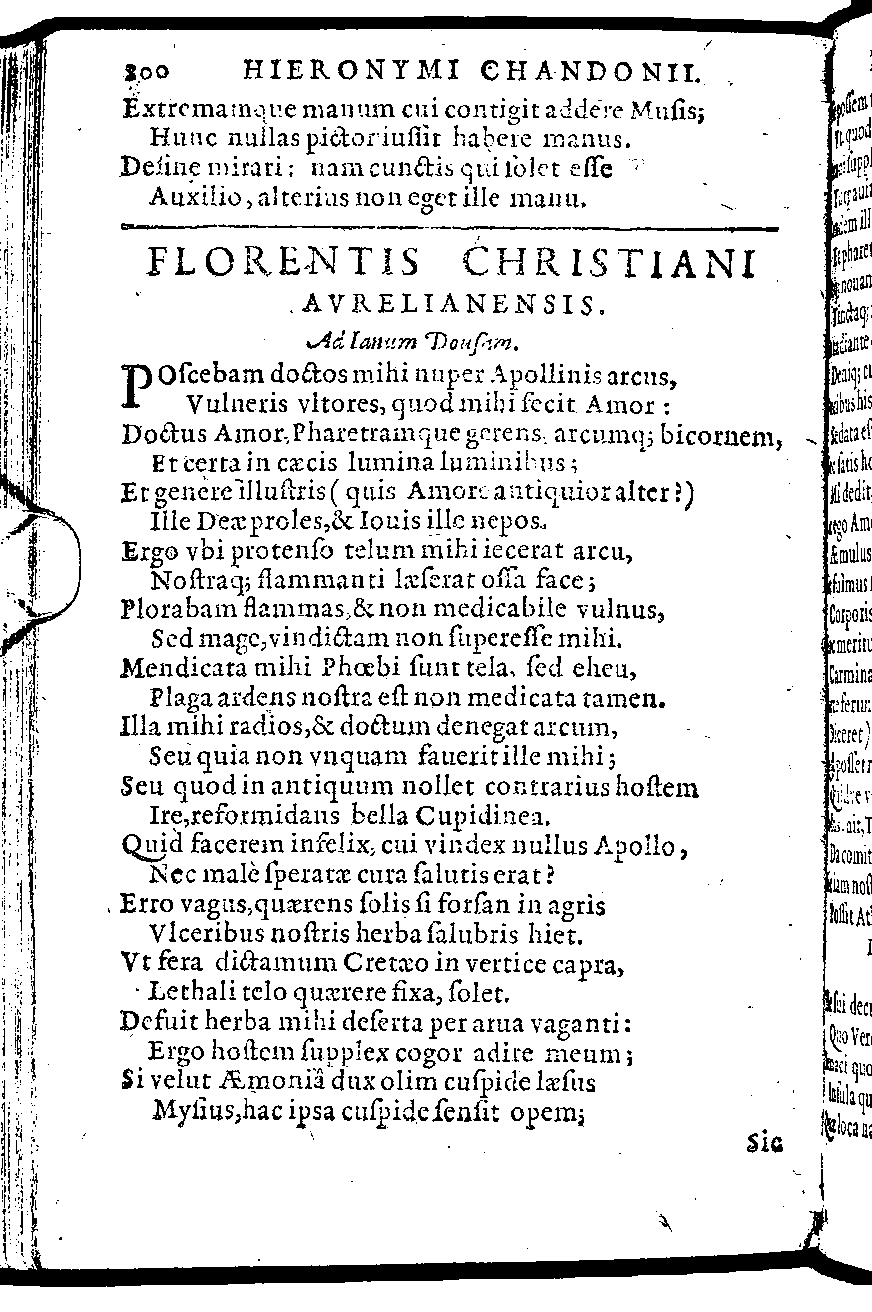 200 HIERONYMI CHANDONII.
Extremamque manum cui contigit addere Musis;
Hunc nullas pictor iussit habere manus.
Desine mirari: nam cunctis qui solet esse
Auxilio, alterius non eget ille manu.
FLORENTIS CHRISTIANI
AVRELIANENSIS.
Ad Ianum Dousam.
POscebam doctos mihi nuper Apollinis arcus,
Vulneris vltores, quod mihi fecit Amor:
Doctus Amor, Pharetramque gerens, arcumq; bicornem,
Et certa in cæcis lumina luminibus;
Et genere illustris (quis Amore antiquior alter?)
Ille Deæ proles, & Iouis ille nepos.
Ergo vbi protenso telum mihi iecerat arcu,
Nostraq; flammanti læserat ossa face;
Plorabam flammas, & non medicabile vulnus,
Sed mage, vindictam non superesse mihi.
Mendicata mihi Phœbi sunt tela, sed eheu,
Plaga ardens nostra est non medicata tamen.
Illa mihi radios, & doctum denegat arcum,
Seu quia non vnquam fauerit ille mihi;
Seu quod in antiquum nollet contrarius hostem
Ire, reformidans bella Cupidinea.
Quid facerem infelix, cui vindex nullus Apollo,
Nec malè speratæ cura salutis erat?
Erro vagus, quærens solis si forsan in agris
Vlceribus nostris herba salubris hiet.
Vt fera dictamum Cretæo in vertice capra,
Lethali telo quærere fixa, solet.
Defuit herba mihi deserta per arua vaganti:
Ergo hostem supplex cogor adire meum;
Si velut Æmoniâ dux olim cuspide læsus
Mysius, hac ipsa cuspide sensit opem;
Sic